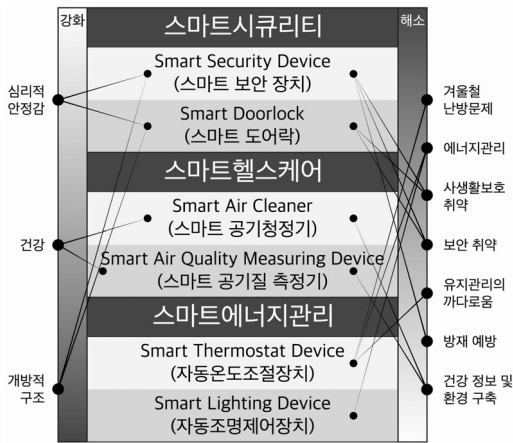 강화
스마트시큐리티
해소
Smart Security Device
(스마트 보안 장치)
Smart Doorlock
(스마트 도어락)
스마트헬스케어
Smart Air Cleaner
(스마트 공기청정기)
Smart Air Quality Measuring Device
(스마트 공기질 측정기)
스마트에너지관리
Smart Thermostat Device
(자동온도조절장치)
Smart Lighting Device
(자동조명제어장치)
심리적
안정감
건강
개방적
구조
겨울철
난방문제
에너지관리
사생활보호
취약
보안 취약
유지관리의
까다로움
방재 예방
건강 정보 및
환경 구축